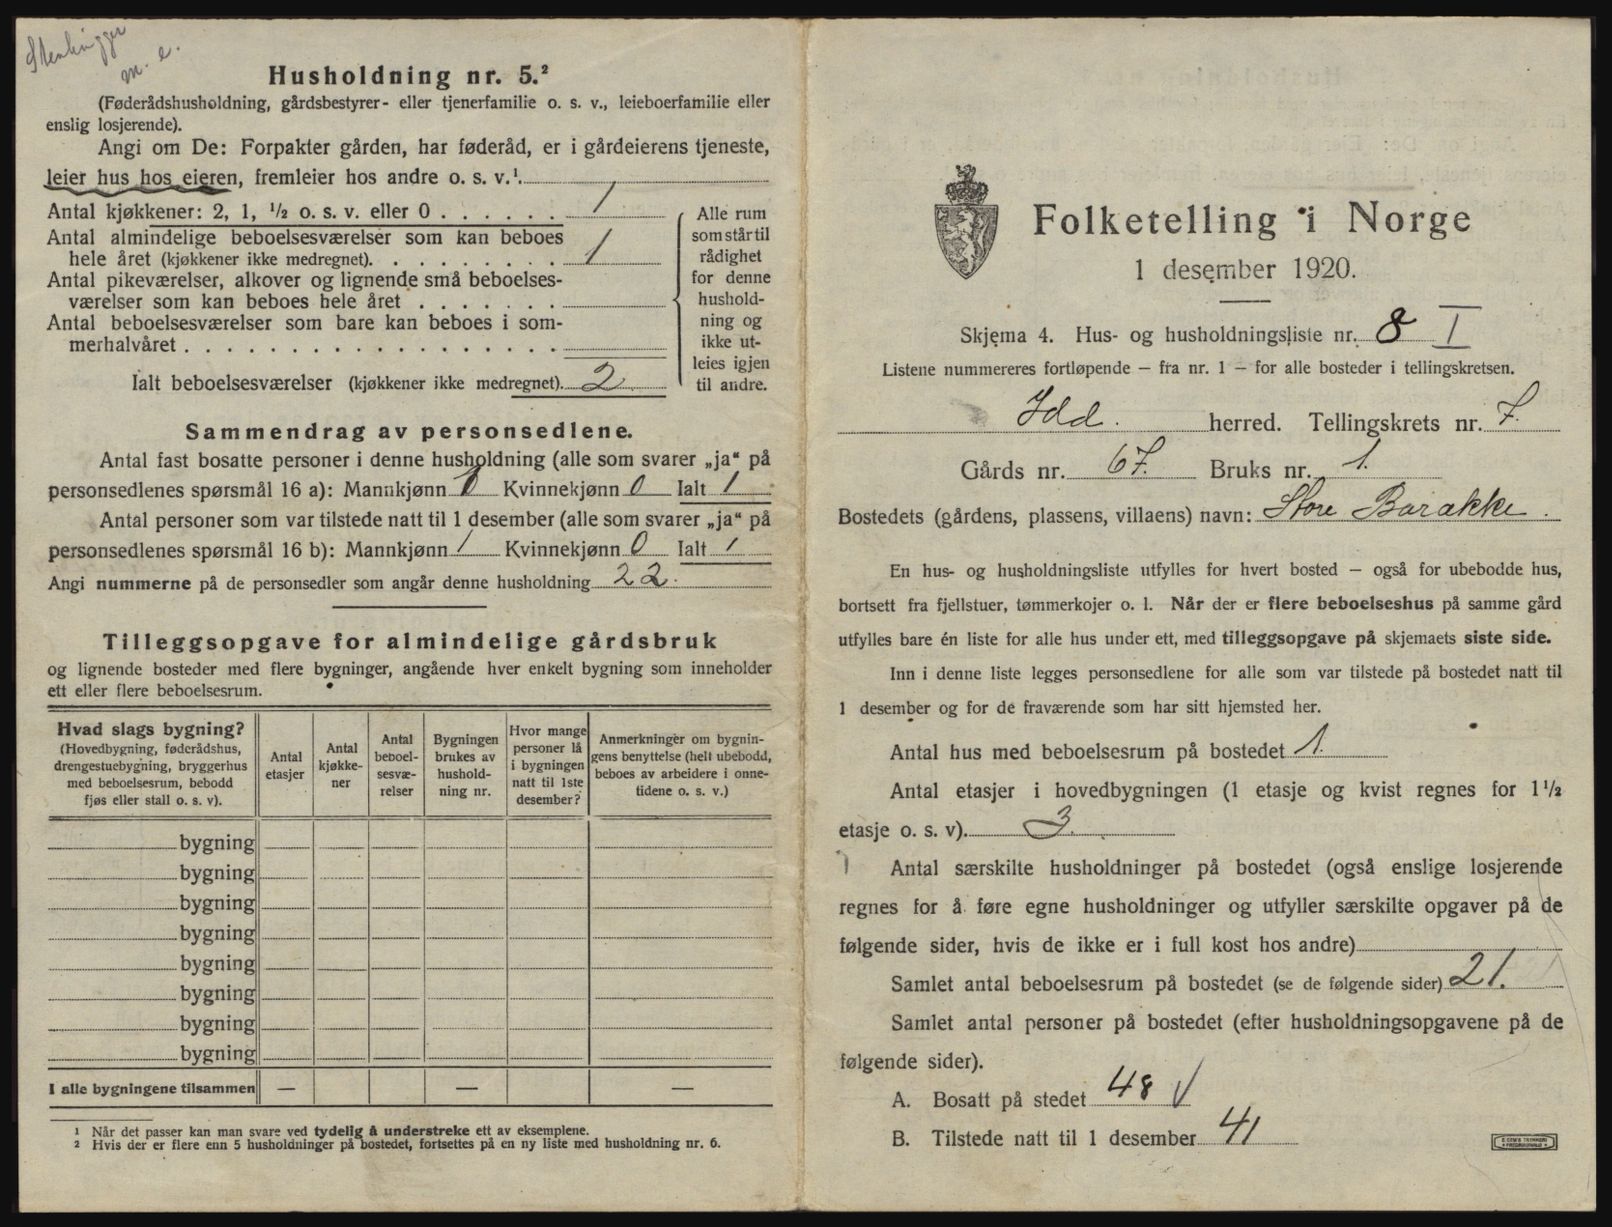 Stenhugger
m. e.
Husholdning nr. 5.²
(Føderådshusholdning, gårdsbestyrer- eller tjenerfamilie o. s. v., leieboerfamilie eller
enslig losjerende).
Angi om De: Forpakter gården, har føderåd, er i gårdeierens tjeneste,
leier hus hos eieren, fremleier hos andre o. s. v.¹.
Antal kjøkkener: 2, 1, ½ o. s. v. eller 0 . . . . . . 1
Antal almindelige beboelsesværelser som kan beboes
hele året (kjøkkener ikke medregnet). . . . . . . . . 1
Antal pikeværelser, alkover og lignende små beboelses-
værelser som kan beboes hele året . . . . . . .
Antal beboelsesværelser som bare kan beboes i som-
merhalvåret . . . . . . . . . . . . . . . . . .
Ialt beboelsesværelser (kjøkkener ikke medregnet). 2
Alle rum
som står til
rådighet
for denne
hushold-
ning og
ikke ut-
leies igjen
til andre.
Sammendrag av personsedlene.
Antal fast bosatte personer i denne husholdning (alle som svarer „ja“ på
personsedlenes spørsmål 16 a): Mannkjønn 1 Kvinnekjønn 0 Ialt 1
Antal personer som var tilstede natt til 1 desember (alle som svarer „ja“ på
personsedlenes spørsmål 16 b): Mannkjønn 1 Kvinnekjønn 0 Ialt 1
Angi nummerne på de personsedler som angår denne husholdning 22.
Tilleggsopgave for almindelige gårdsbruk
og lignende bosteder med flere bygninger, angående hver enkelt bygning som inneholder
ett eller flere beboelsesrum.
Hvad slags bygning?
(Hovedbygning, føderådshus,
drengestuebygning, bryggerhus
med beboelsesrum, bebodd
fjøs eller stall o. s. v).
Antal
etasjer
Antal
kjøkke-
ner
Antal
beboel-
sesvæ-
relser
Bygningen
brukes av
hushold-
ning nr.
Hvor mange
personer lå
i bygningen
natt til 1ste
desember?
Anmerkninger om bygnin-
gens benyttelse (helt ubebodd,
beboes av arbeidere i onne-
tidene o. s. v.)
bygning
bygning
bygning
bygning
bygning
bygning
bygning
bygning
I alle bygningene tilsammen — — —
¹ Når det passer kan man svare ved tydelig å understreke ett av eksemplene.
² Hvis der er flere enn 5 husholdninger på bostedet, fortsettes på en ny liste med husholdning nr. 6.
Folketelling i Norge
1 desember 1920.
Skjema 4. Hus- og husholdningsliste nr. 8 I
Listene nummereres fortløpende — fra nr. 1 — for alle bosteder i tellingskretsen.
Idd. herred. Tellingskrets nr. 7.
Gårds nr. 67. Bruks nr. 1.
Bostedets (gårdens, plassens, villaens) navn: Store Barakke.
En hus- og husholdningsliste utfylles for hvert bosted — også for ubebodde hus,
bortsett fra fjellstuer, tømmerkojer o. l. Når der er flere beboelseshus på samme gård
utfylles bare én liste for alle hus under ett, med tilleggsopgave på skjemaets siste side.
Inn i denne liste legges personsedlene for alle som var tilstede på bostedet natt til
1 desember og for de fraværende som har sitt hjemsted her.
Antal hus med beboelsesrum på bostedet 1.
Antal etasjer i hovedbygningen (1 etasje og kvist regnes for 1½
etasje o. s. v). 3.
Antal særskilte husholdninger på bostedet (også enslige losjerende
regnes for å føre egne husholdninger og utfyller særskilte opgaver på de
følgende sider, hvis de ikke er i full kost hos andre)
Samlet antal beboelsesrum på bostedet (se de følgende sider) 21.
Samlet antal personer på bostedet (efter husholdningsopgavene på de
følgende sider).
A. Bosatt på stedet 48 √
B. Tilstede natt til 1 desember 41